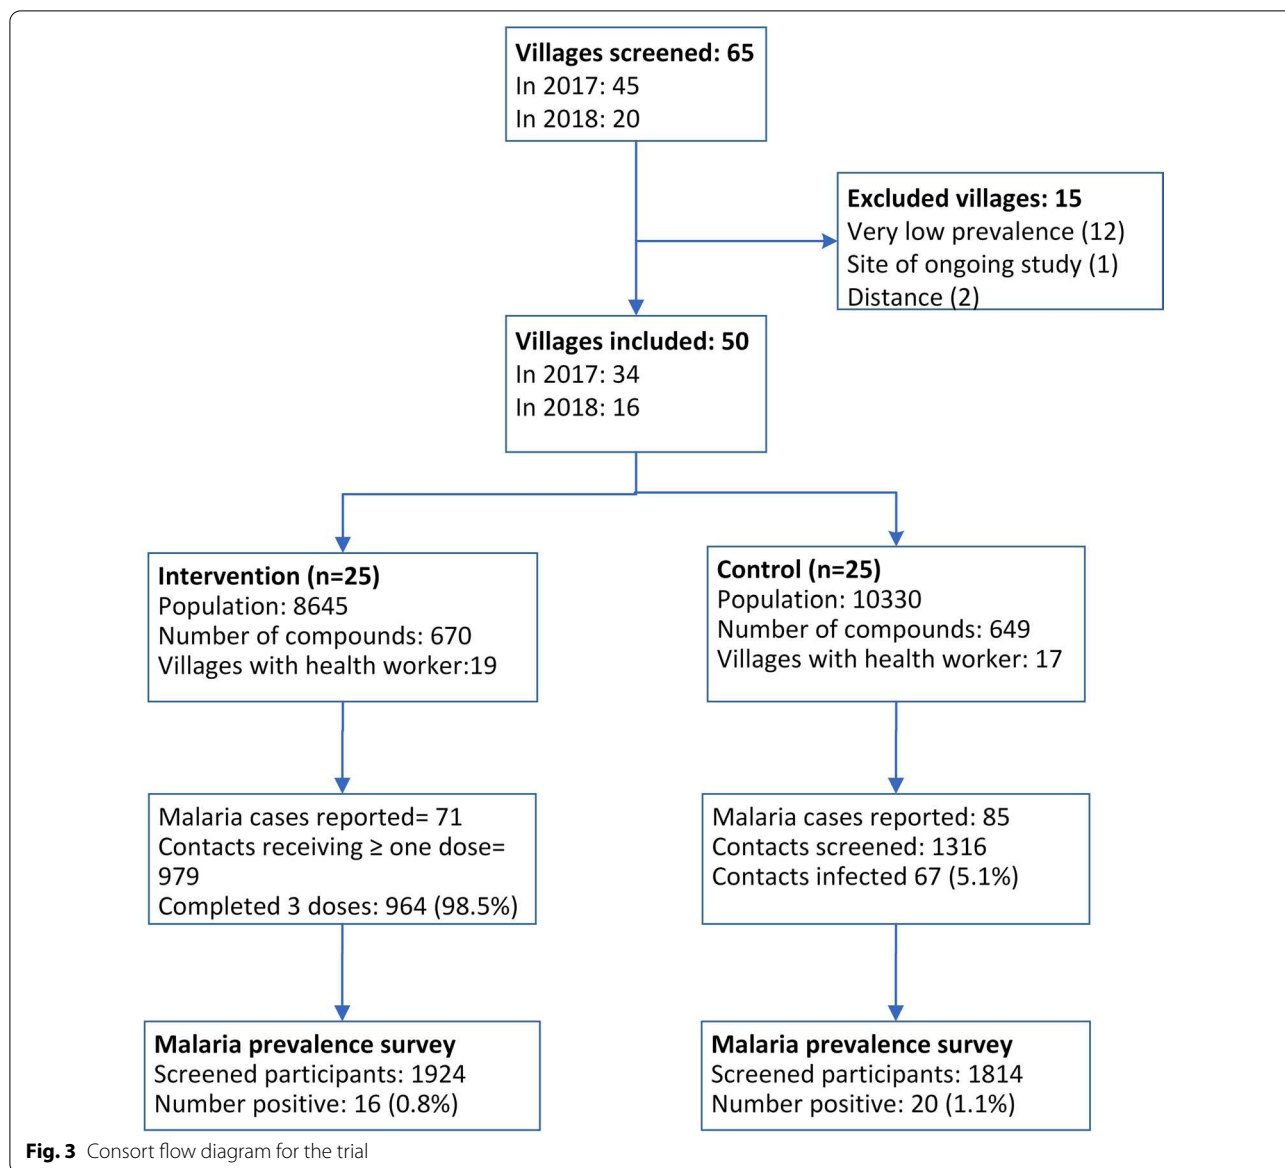 Villages screened: 65
In 2017: 45
In 2018: 20
Excluded villages: 15
Very low prevalence (12)
Site of ongoing study (1)
Distance (2)
Villages included: 50
In 2017: 34
In 2018: 16
Intervention (n=25)
Population: 8645
Number of compounds: 670
Villages with health worker:19
Control (n=25)
Population: 10330
Number of compounds: 649
Villages with health worker: 17
Malaria cases reported= 71
Contacts receiving ≥ one dose=
979
Completed 3 doses: 964 (98.5%)
Malaria cases reported: 85
Contacts screened: 1316
Contacts infected 67 (5.1%)
Malaria prevalence survey
Screened participants: 1924
Number positive: 16 (0.8%)
Malaria prevalence survey
Screened participants: 1814
Number positive: 20 (1.1%)
Fig. 3 Consort flow diagram for the trial